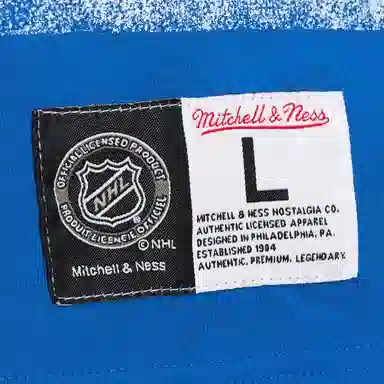 OFFICIAL LICENSED PRODUCT
NHL
PRODUIT LICENCIÉ OFFICIEL
© NHL
Mitchell & Ness
Mitchell & Ness
L
MITCHELL & NESS NOSTALGIA CO.
AUTHENTIC LICENSED APPAREL
DESIGNED IN PHILADELPHIA, PA.
ESTABLISHED 1904
AUTHENTIC. PREMIUM. LEGENDARY.